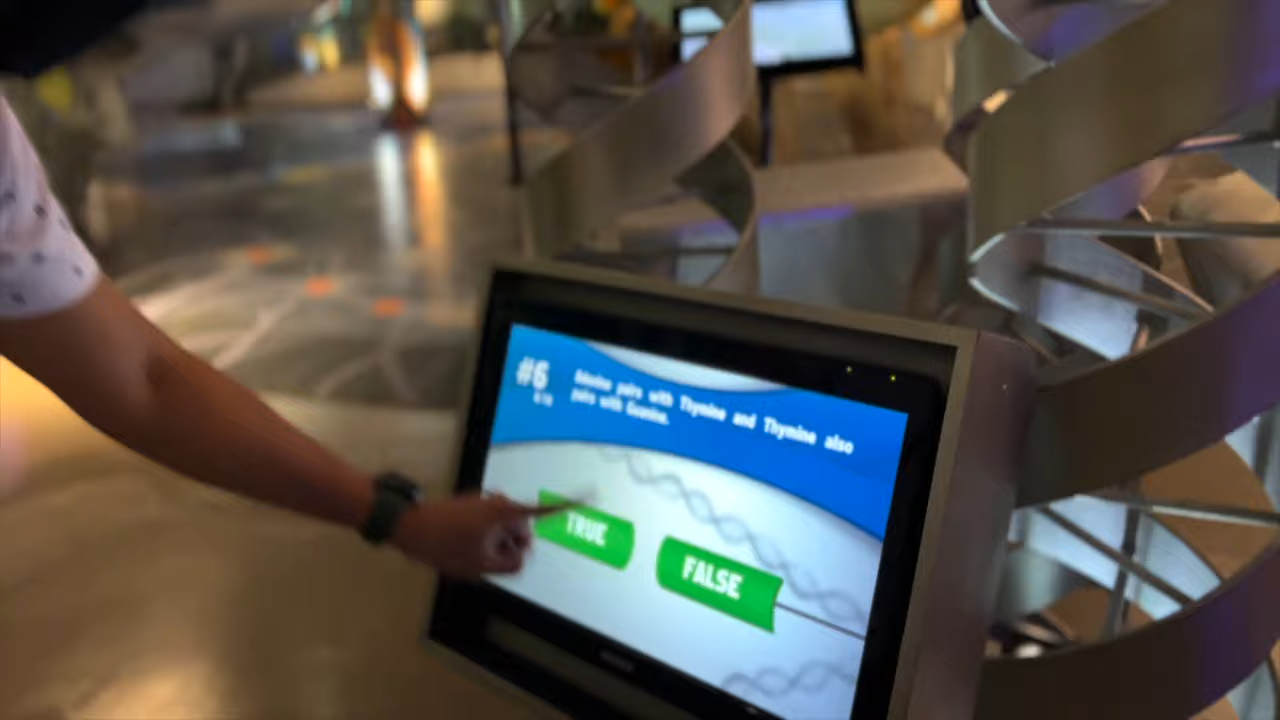 #6
Adenine pairs with Thymine and Thymine also
pairs with Guanine.
TRUE
FALSE